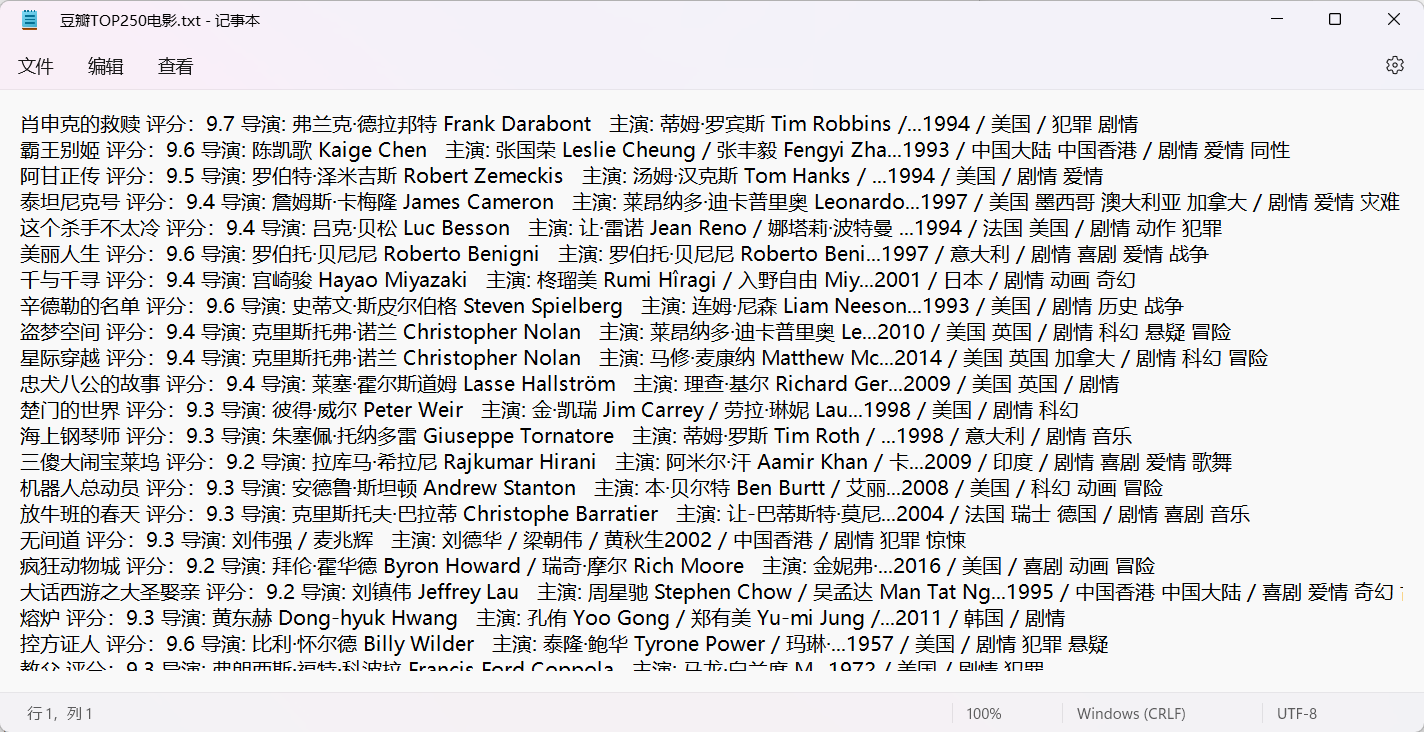 豆瓣TOP250电影.txt - 记事本
文件 编辑 查看
肖申克的救赎 评分：9.7 导演: 弗兰克·德拉邦特 Frank Darabont 主演: 蒂姆·罗宾斯 Tim Robbins /...1994 / 美国 / 犯罪 剧情
霸王别姬 评分：9.6 导演: 陈凯歌 Kaige Chen 主演: 张国荣 Leslie Cheung / 张丰毅 Fengyi Zha...1993 / 中国大陆 中国香港 / 剧情 爱情 同性
阿甘正传 评分：9.5 导演: 罗伯特·泽米吉斯 Robert Zemeckis 主演: 汤姆·汉克斯 Tom Hanks / ...1994 / 美国 / 剧情 爱情
泰坦尼克号 评分：9.4 导演: 詹姆斯·卡梅隆 James Cameron 主演: 莱昂纳多·迪卡普里奥 Leonardo...1997 / 美国 墨西哥 澳大利亚 加拿大 / 剧情 爱情 灾难
这个杀手不太冷 评分：9.4 导演: 吕克·贝松 Luc Besson 主演: 让·雷诺 Jean Reno / 娜塔莉·波特曼 ...1994 / 法国 美国 / 剧情 动作 犯罪
美丽人生 评分：9.6 导演: 罗伯托·贝尼尼 Roberto Benigni 主演: 罗伯托·贝尼尼 Roberto Beni...1997 / 意大利 / 剧情 喜剧 爱情 战争
千与千寻 评分：9.4 导演: 宫崎骏 Hayao Miyazaki 主演: 柊瑠美 Rumi Hîragi / 入野自由 Miy...2001 / 日本 / 剧情 动画 奇幻
辛德勒的名单 评分：9.6 导演: 史蒂文·斯皮尔伯格 Steven Spielberg 主演: 连姆·尼森 Liam Neeson...1993 / 美国 / 剧情 历史 战争
盗梦空间 评分：9.4 导演: 克里斯托弗·诺兰 Christopher Nolan 主演: 莱昂纳多·迪卡普里奥 Le...2010 / 美国 英国 / 剧情 科幻 悬疑 冒险
星际穿越 评分：9.4 导演: 克里斯托弗·诺兰 Christopher Nolan 主演: 马修·麦康纳 Matthew Mc...2014 / 美国 英国 加拿大 / 剧情 科幻 冒险
忠犬八公的故事 评分：9.4 导演: 莱塞·霍尔斯道姆 Lasse Hallström 主演: 理查·基尔 Richard Ger...2009 / 美国 英国 / 剧情
楚门的世界 评分：9.3 导演: 彼得·威尔 Peter Weir 主演: 金·凯瑞 Jim Carrey / 劳拉·琳妮 Lau...1998 / 美国 / 剧情 科幻
海上钢琴师 评分：9.3 导演: 朱塞佩·托纳多雷 Giuseppe Tornatore 主演: 蒂姆·罗斯 Tim Roth / ...1998 / 意大利 / 剧情 音乐
三傻大闹宝莱坞 评分：9.2 导演: 拉库马·希拉尼 Rajkumar Hirani 主演: 阿米尔·汗 Aamir Khan / 卡...2009 / 印度 / 剧情 喜剧 爱情 歌舞
机器人总动员 评分：9.3 导演: 安德鲁·斯坦顿 Andrew Stanton 主演: 本·贝尔特 Ben Burtt / 艾丽...2008 / 美国 / 科幻 动画 冒险
放牛班的春天 评分：9.3 导演: 克里斯托夫·巴拉蒂 Christophe Barratier 主演: 让-巴蒂斯特·莫尼...2004 / 法国 瑞士 德国 / 剧情 喜剧 音乐
无间道 评分：9.3 导演: 刘伟强 / 麦兆辉 主演: 刘德华 / 梁朝伟 / 黄秋生2002 / 中国香港 / 剧情 犯罪 惊悚
疯狂动物城 评分：9.2 导演: 拜伦·霍华德 Byron Howard / 瑞奇·摩尔 Rich Moore 主演: 金妮弗·...2016 / 美国 / 喜剧 动画 冒险
大话西游之大圣娶亲 评分：9.2 导演: 刘镇伟 Jeffrey Lau 主演: 周星驰 Stephen Chow / 吴孟达 Man Tat Ng...1995 / 中国香港 中国大陆 / 喜剧 爱情 奇幻
熔炉 评分：9.3 导演: 黄东赫 Dong-hyuk Hwang 主演: 孔侑 Yoo Gong / 郑有美 Yu-mi Jung /...2011 / 韩国 / 剧情
控方证人 评分：9.6 导演: 比利·怀尔德 Billy Wilder 主演: 泰隆·鲍华 Tyrone Power / 玛琳·...1957 / 美国 / 剧情 犯罪 悬疑
教父 评分：9.3 导演: 弗朗西斯·福特·科波拉 Francis Ford Coppola 主演: 马龙·白兰度 M...1972 / 美国 / 剧情 犯罪
行 1，列 1 100% Windows (CRLF) UTF-8